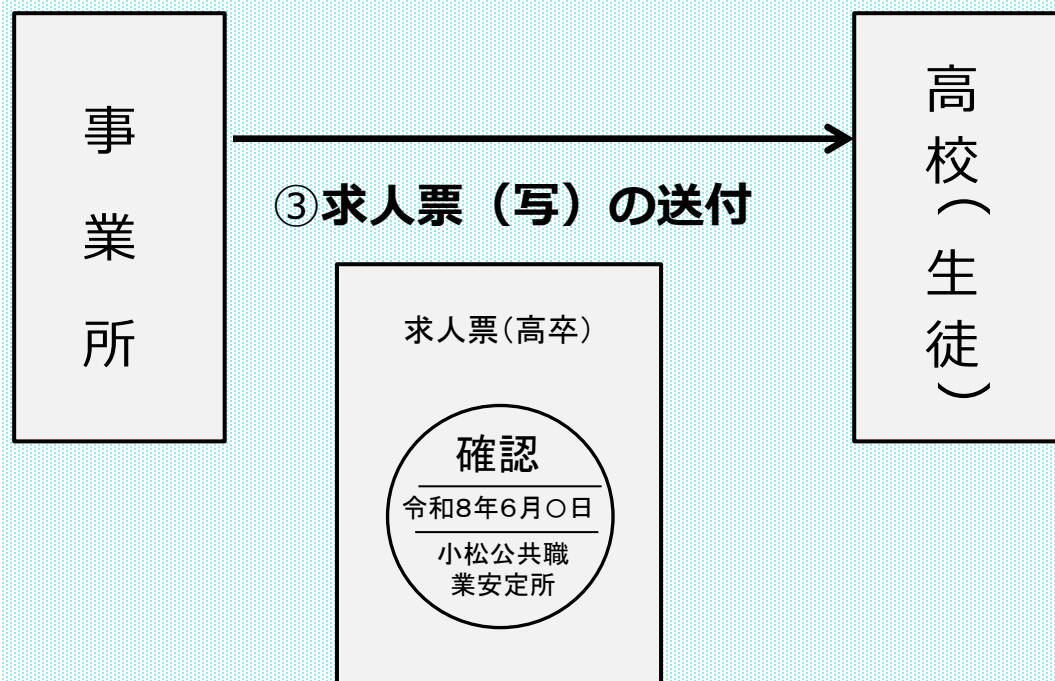 事業所
高校（生徒）
③求人票（写）の送付
求人票（高卒）
確認
令和8年6月〇日
小松公共職
業安定所